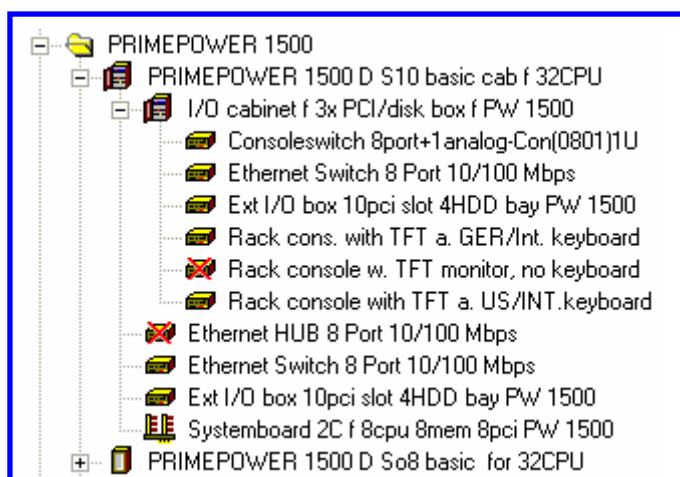 PRIMEPOWER 1500
PRIMEPOWER 1500 D S10 basic cab f 32CPU
I/O cabinet f 3x PCI/disk box f PW 1500
Consoleswitch 8port+1analog-Con(0801)1U
Ethernet Switch 8 Port 10/100 Mbps
Ext I/O box 10pci slot 4HDD bay PW 1500
Rack cons. with TFT a. GER/Int. keyboard
Rack console w. TFT monitor, no keyboard
Rack console with TFT a. US/INT.keyboard
Ethernet HUB 8 Port 10/100 Mbps
Ethernet Switch 8 Port 10/100 Mbps
Ext I/O box 10pci slot 4HDD bay PW 1500
Systemboard 2C f 8cpu 8mem 8pci PW 1500
PRIMEPOWER 1500 D So8 basic  for 32CPU